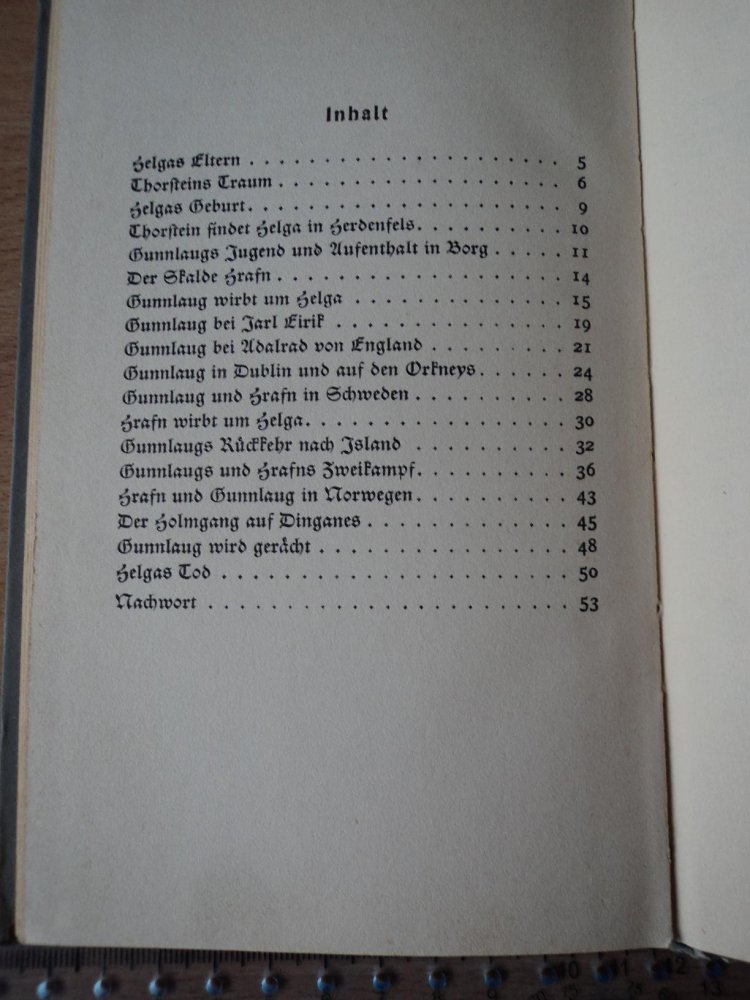 Inhalt
Helgas Eltern . . . . . . . . . . . . . . . . . . . . . 5
Thorſteins Traum . . . . . . . . . . . . . . . . . . . . 6
Helgas Geburt . . . . . . . . . . . . . . . . . . . . . 9
Thorſtein findet Helga in Herdenfels . . . . . . . . . . 10
Gunnlaugs Jugend und Aufenthalt in Borg . . . . . 11
Der Skalde Hrafn . . . . . . . . . . . . . . . . . . . . 14
Gunnlaug wirbt um Helga . . . . . . . . . . . . . . 15
Gunnlaug bei Jarl Eirik . . . . . . . . . . . . . . . . 19
Gunnlaug bei Adalrad von England . . . . . . . . . 21
Gunnlaug in Dublin und auf den Orkneys . . . . . . 24
Gunnlaug und Hrafn in Schweden . . . . . . . . . . 28
Hrafn wirbt um Helga . . . . . . . . . . . . . . . . . 30
Gunnlaugs Rückkehr nach Island . . . . . . . . . . 32
Gunnlaugs und Hrafns Zweikampf . . . . . . . . . . 36
Hrafn und Gunnlaug in Norwegen . . . . . . . . . . 43
Der Holmgang auf Dinganes . . . . . . . . . . . . . 45
Gunnlaug wird gerächt . . . . . . . . . . . . . . . . 48
Helgas Tod . . . . . . . . . . . . . . . . . . . . . . . 50
Nachwort . . . . . . . . . . . . . . . . . . . . . . . 53
10 11 12 13